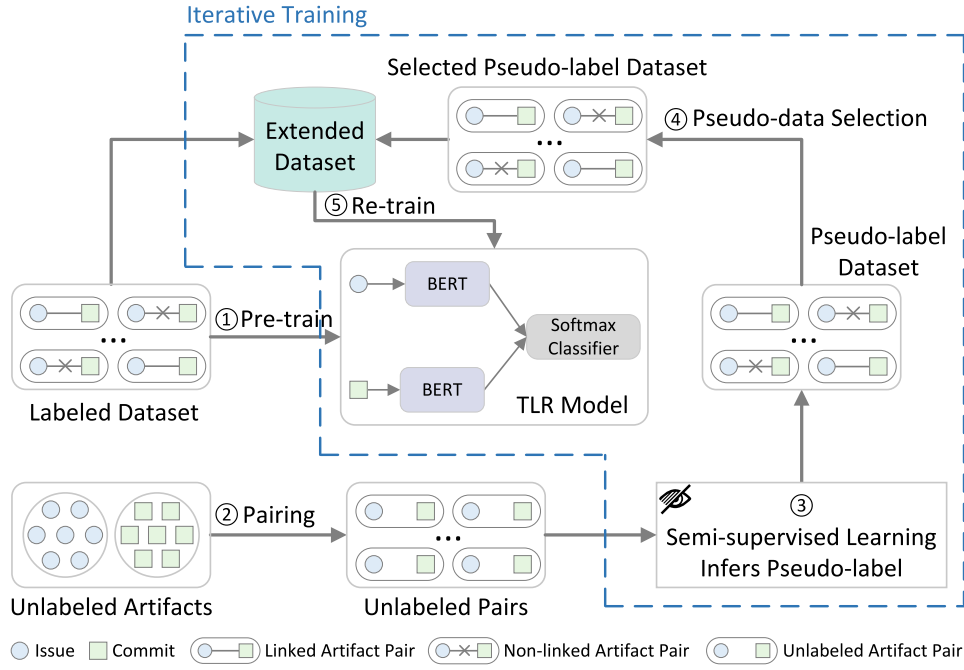 Iterative Training
Selected Pseudo-label Dataset
Extended
Dataset
...
④ Pseudo-data Selection
⑤ Re-train
Pseudo-label
Dataset
BERT
Softmax
Classifier
BERT
TLR Model
① Pre-train
...
Labeled Dataset
...
② Pairing
...
③
Semi-supervised Learning
Infers Pseudo-label
Unlabeled Artifacts
Unlabeled Pairs
Issue
Commit
Linked Artifact Pair
Non-linked Artifact Pair
Unlabeled Artifact Pair